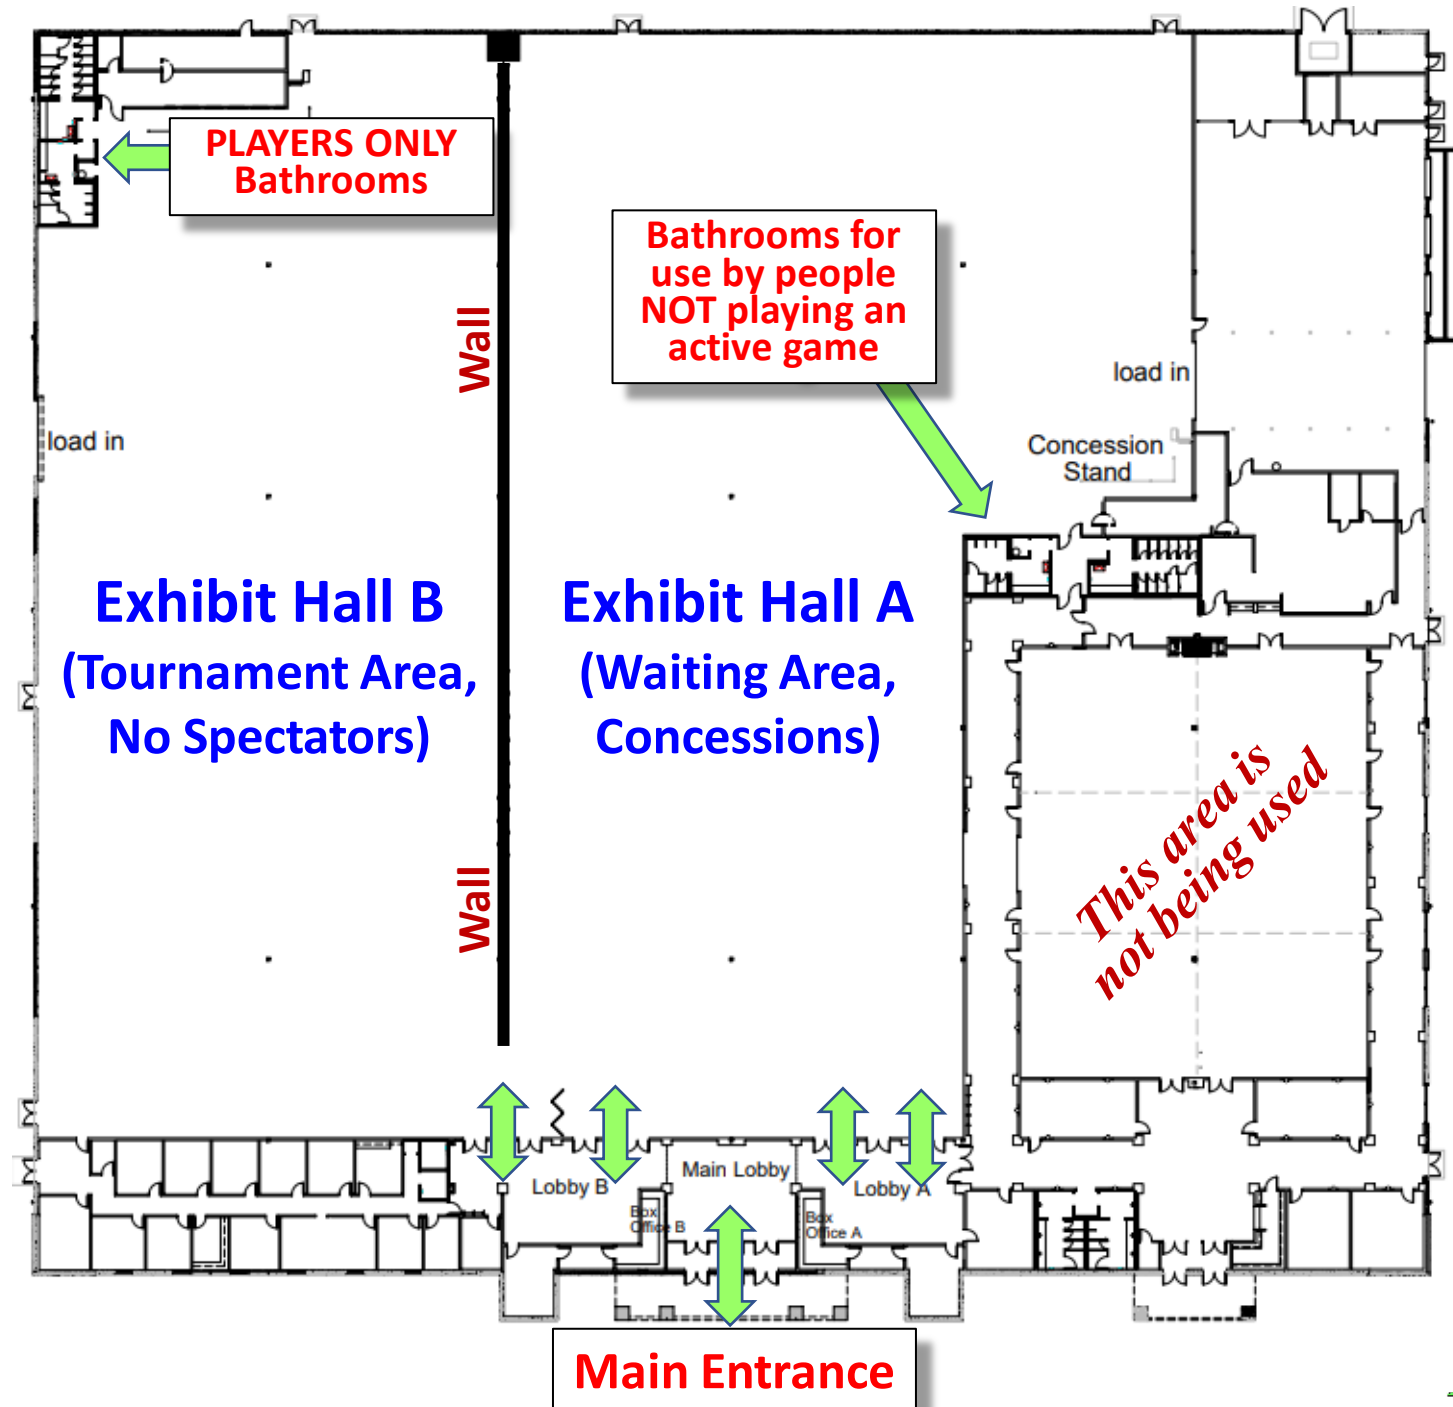 PLAYERS ONLY
Bathrooms
Bathrooms for
use by people
NOT playing an
active game
Wall
load in
load in
Concession
Stand
Exhibit Hall B
(Tournament Area,
No Spectators)
Exhibit Hall A
(Waiting Area,
Concessions)
This area is
not being used
Wall
Lobby B
Main Lobby
Lobby A
Box
Office B
Box
Office A
Main Entrance